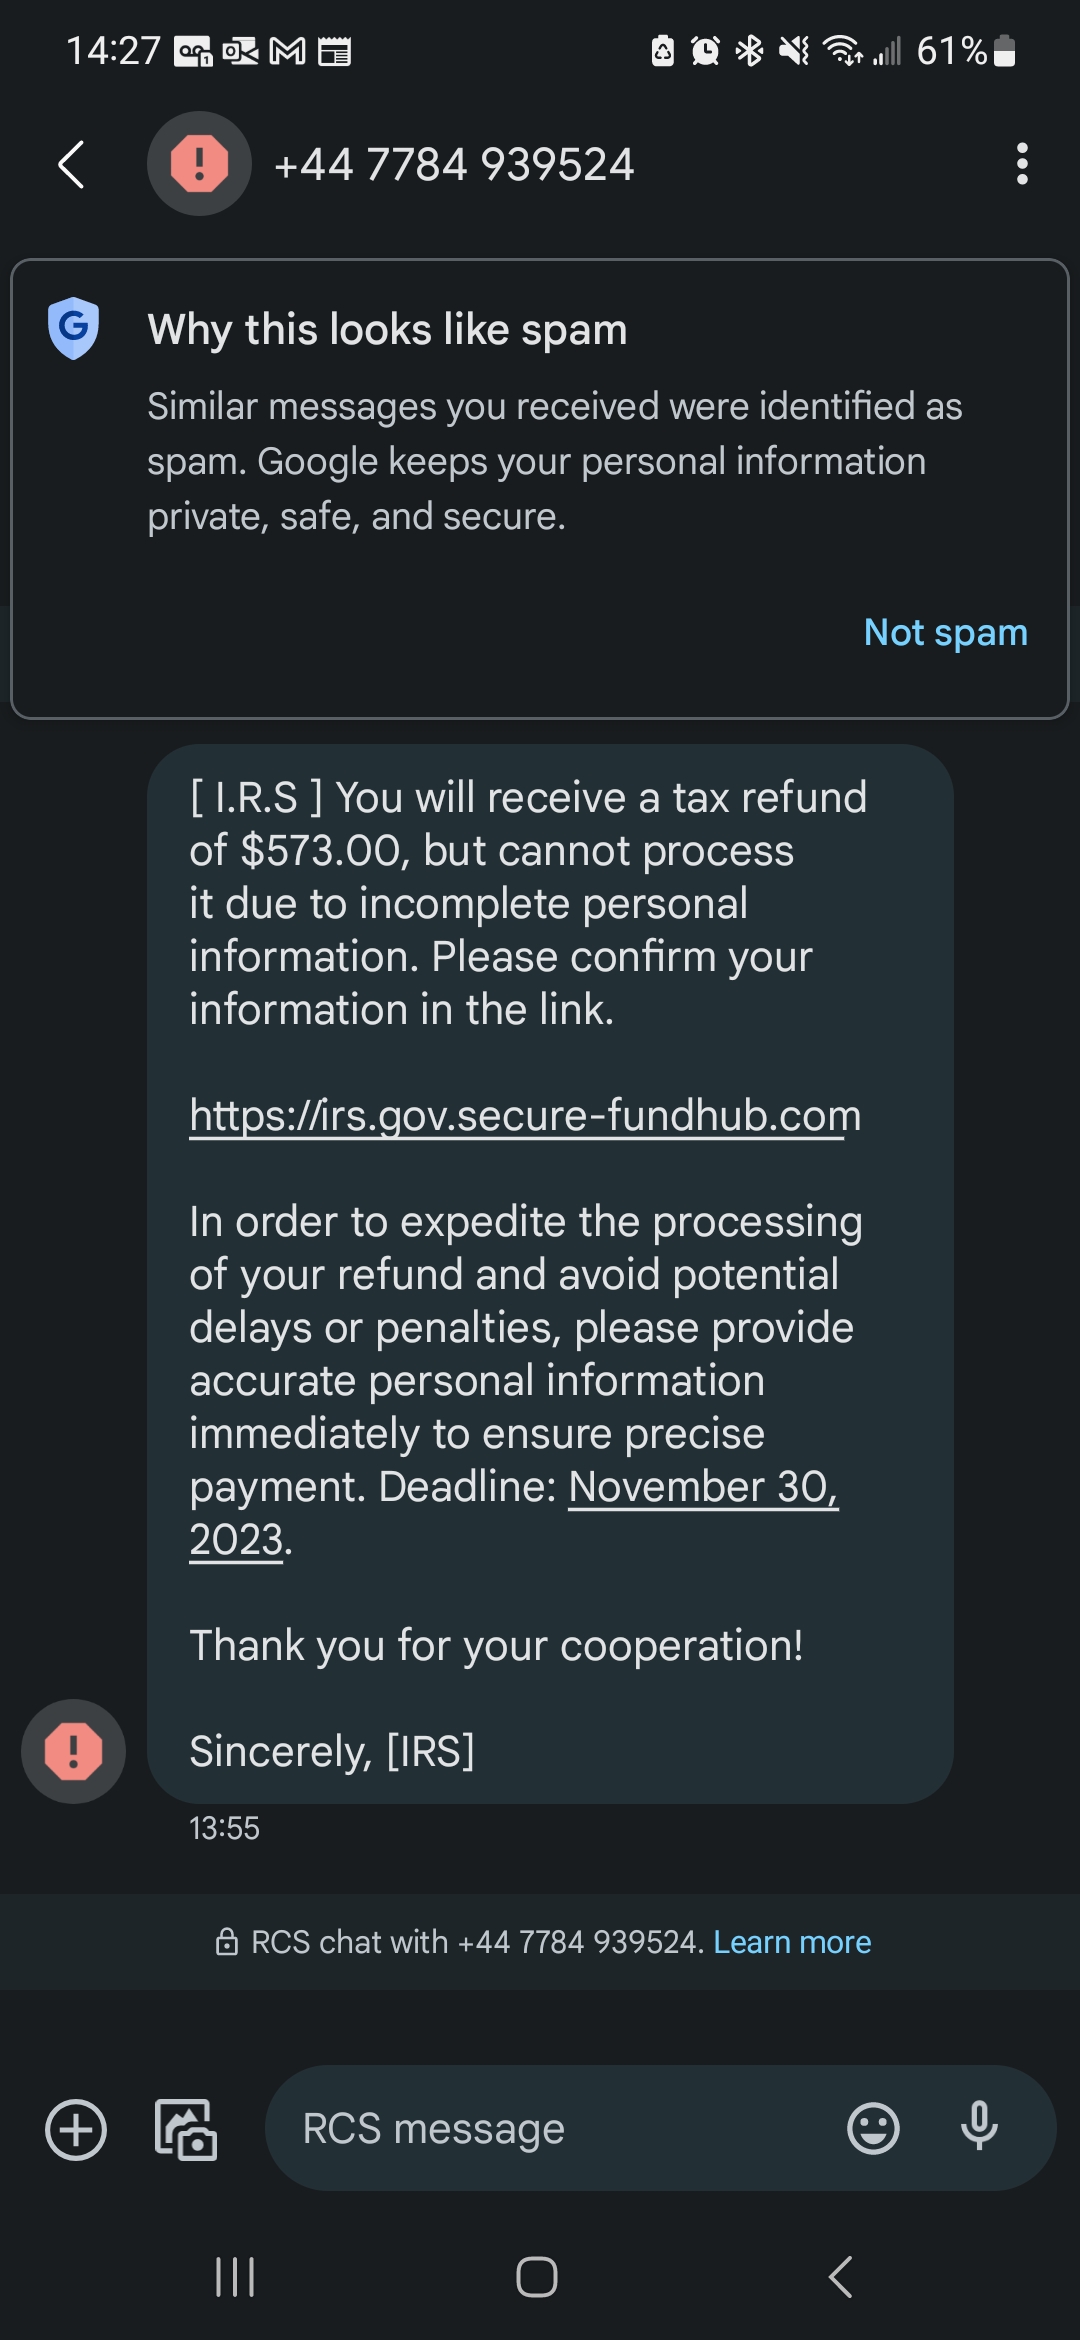 14:27
61%
+44 7784 939524
Why this looks like spam
Similar messages you received were identified as
spam. Google keeps your personal information
private, safe, and secure.
Not spam
[ I.R.S ] You will receive a tax refund
of $573.00, but cannot process
it due to incomplete personal
information. Please confirm your
information in the link.
https://irs.gov.secure-fundhub.com
In order to expedite the processing
of your refund and avoid potential
delays or penalties, please provide
accurate personal information
immediately to ensure precise
payment. Deadline: November 30,
2023.
Thank you for your cooperation!
Sincerely, [IRS]
13:55
RCS chat with +44 7784 939524. Learn more
RCS message